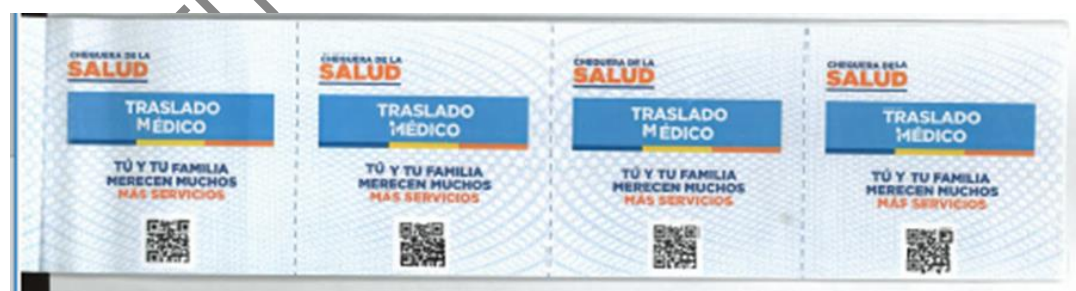 CHEQUERA DE LA
SALUD
TRASLADO
MÉDICO
TÚ Y TU FAMILIA
MERECEN MUCHOS
MÁS SERVICIOS
CHEQUERA DE LA
SALUD
TRASLADO
MÉDICO
TÚ Y TU FAMILIA
MERECEN MUCHOS
MÁS SERVICIOS
CHEQUERA DE LA
SALUD
TRASLADO
MÉDICO
TÚ Y TU FAMILIA
MERECEN MUCHOS
MÁS SERVICIOS
CHEQUERA DE LA
SALUD
TRASLADO
MÉDICO
TÚ Y TU FAMILIA
MERECEN MUCHOS
MÁS SERVICIOS